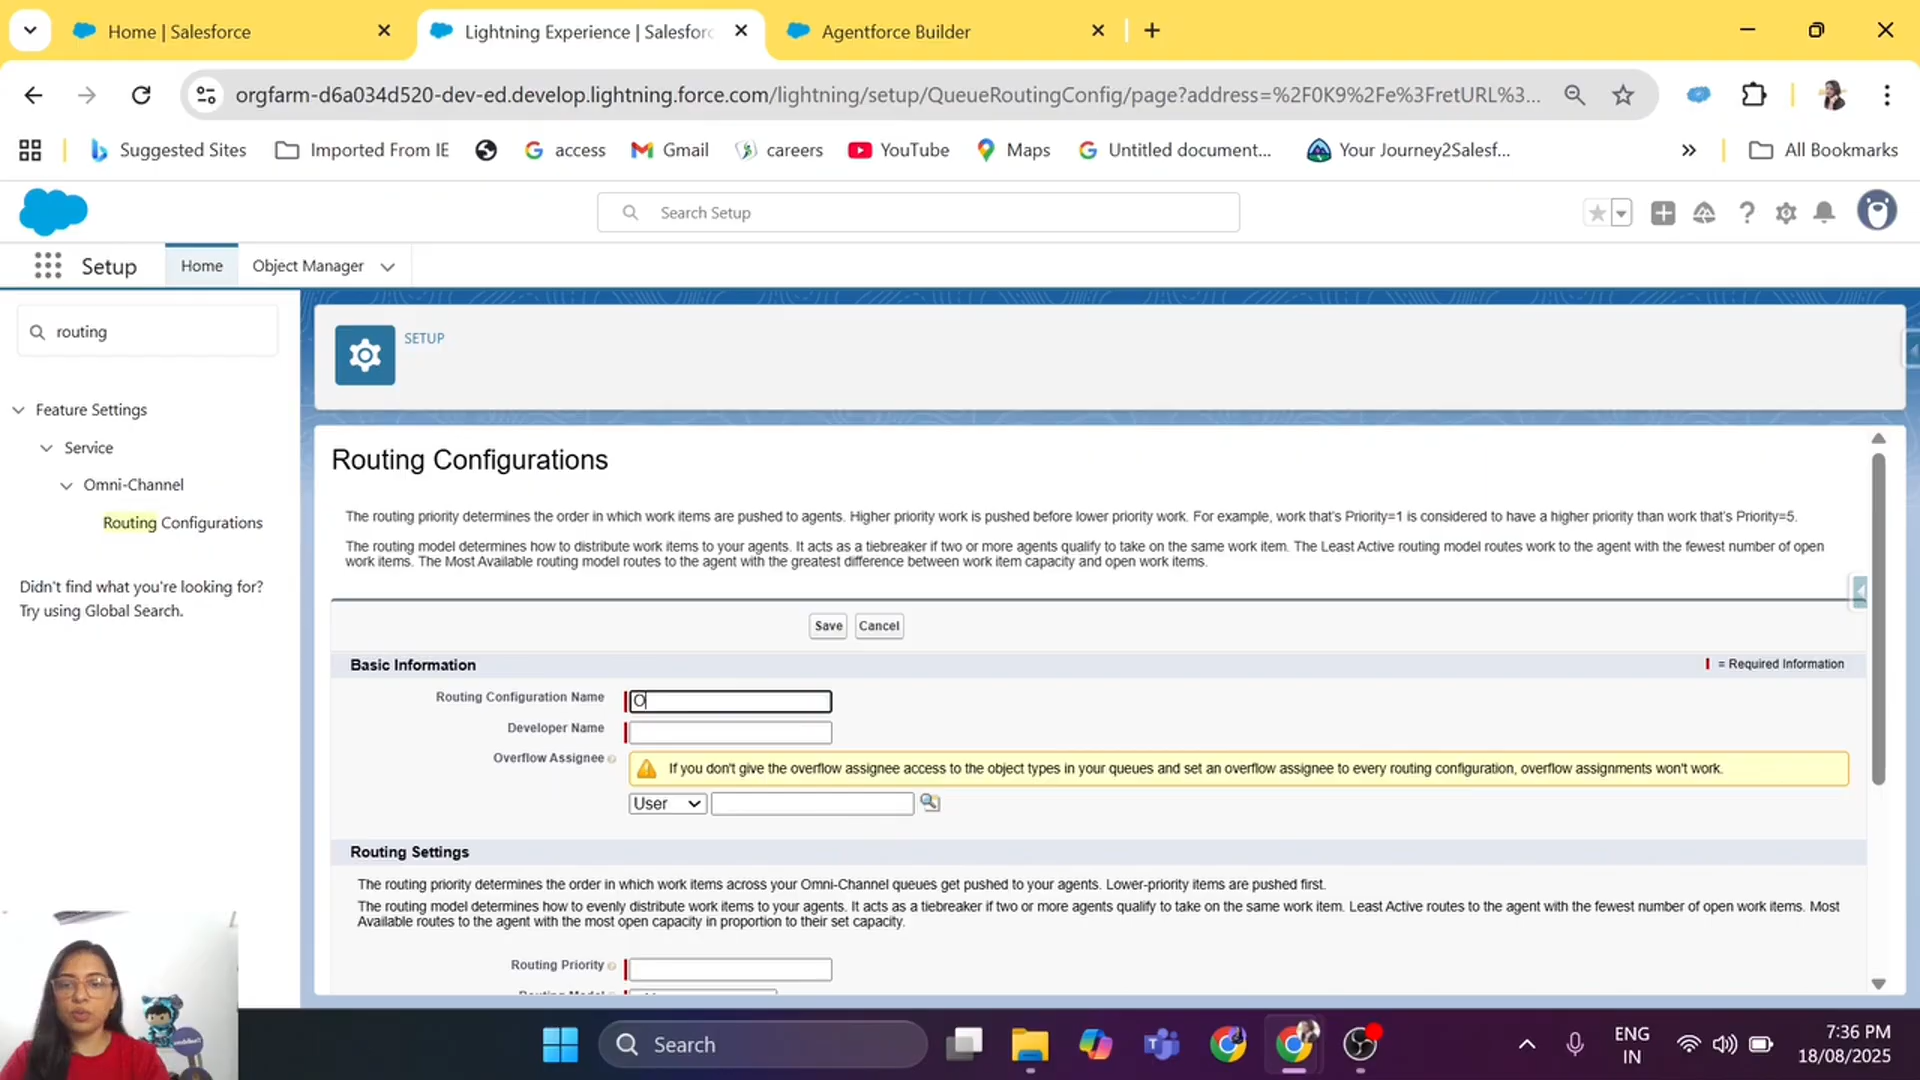 Home | Salesforce
Lightning Experience | Salesforc
Agentforce Builder
orgfarm-d6a034d520-dev-ed.develop.lightning.force.com/lightning/setup/QueueRoutingConfig/page?address=%2F0K9%2Fe%3FretURL%3...
Suggested Sites
Imported From IE
access
Gmail
careers
YouTube
Maps
Untitled document...
Your Journey2Salesf...
»
All Bookmarks
Search Setup
Setup
Home
Object Manager
routing
Feature Settings
Service
Omni-Channel
Routing Configurations
Didn't find what you're looking for?
Try using Global Search.
SETUP
Routing Configurations
The routing priority determines the order in which work items are pushed to agents. Higher priority work is pushed before lower priority work. For example, work that's Priority=1 is considered to have a higher priority than work that's Priority=5.
The routing model determines how to distribute work items to your agents. It acts as a tiebreaker if two or more agents qualify to take on the same work item. The Least Active routing model routes work to the agent with the fewest number of open
work items. The Most Available routing model routes to the agent with the greatest difference between work item capacity and open work items.
Save
Cancel
Basic Information
= Required Information
Routing Configuration Name
O
Developer Name
Overflow Assignee
If you don't give the overflow assignee access to the object types in your queues and set an overflow assignee to every routing configuration, overflow assignments won't work.
User
Routing Settings
The routing priority determines the order in which work items across your Omni-Channel queues get pushed to your agents. Lower-priority items are pushed first.
The routing model determines how to evenly distribute work items to your agents. It acts as a tiebreaker if two or more agents qualify to take on the same work item. Least Active routes to the agent with the fewest number of open work items. Most
Available routes to the agent with the most open capacity in proportion to their set capacity.
Routing Priority
Search
ENG
IN
7:36 PM
18/08/2025